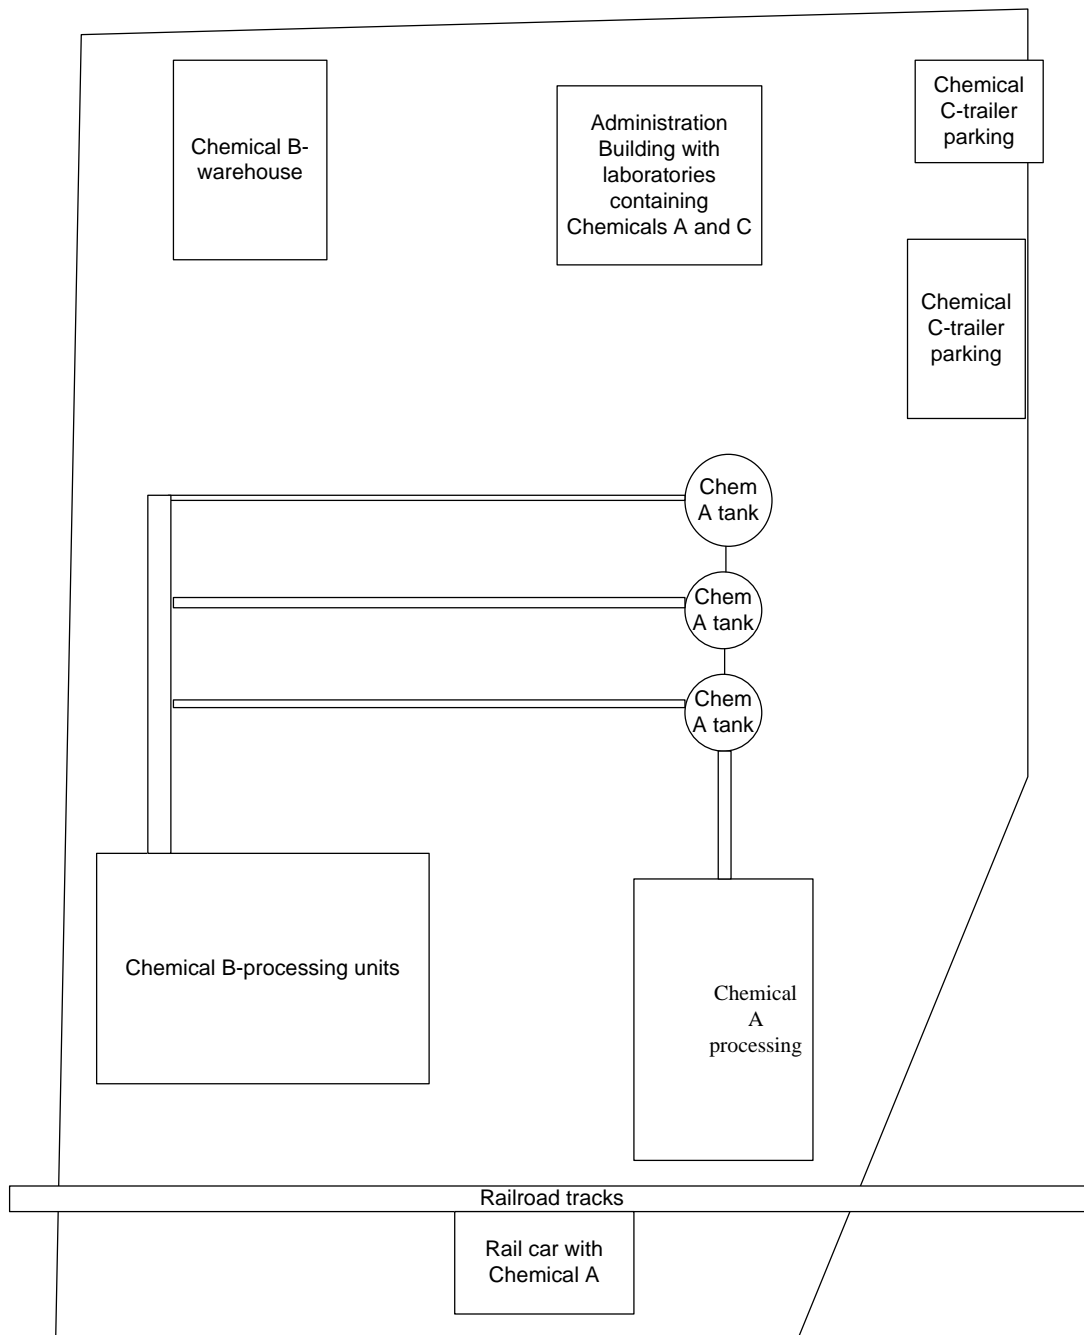 Chemical B-
warehouse
Administration
Building with
laboratories
containing
Chemicals A and C
Chemical
C-trailer
parking
Chemical
C-trailer
parking
Chem
A tank
Chem
A tank
Chem
A tank
Chemical B-processing units
Chemical
A
processing
Railroad tracks
Rail car with
Chemical A